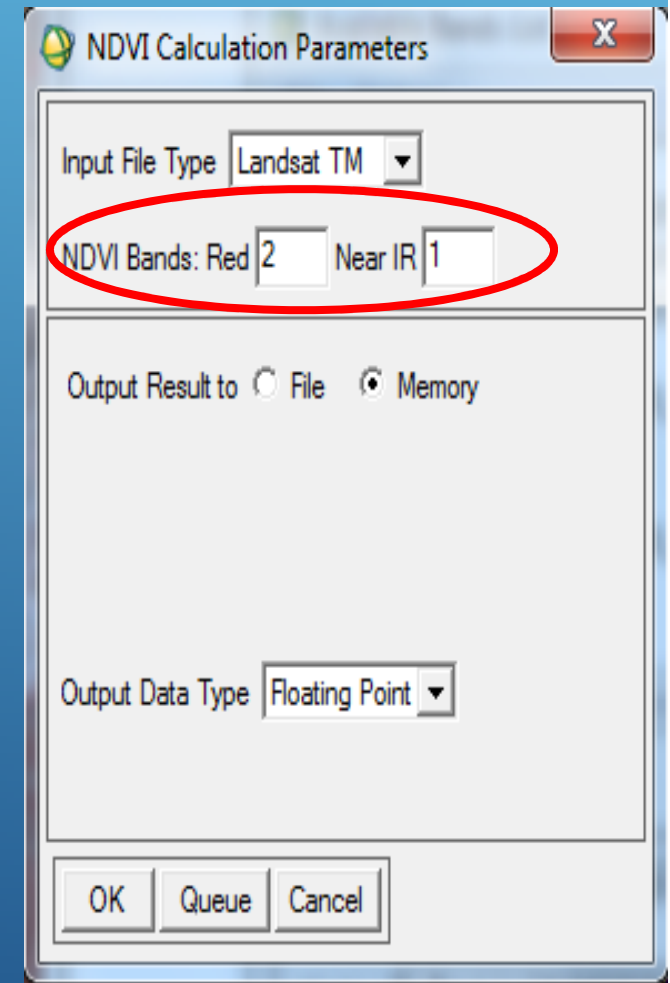 NDVI Calculation Parameters
Input File Type Landsat TM
NDVI Bands: Red 2 Near IR 1
Output Result to File Memory
Output Data Type Floating Point
OK Queue Cancel